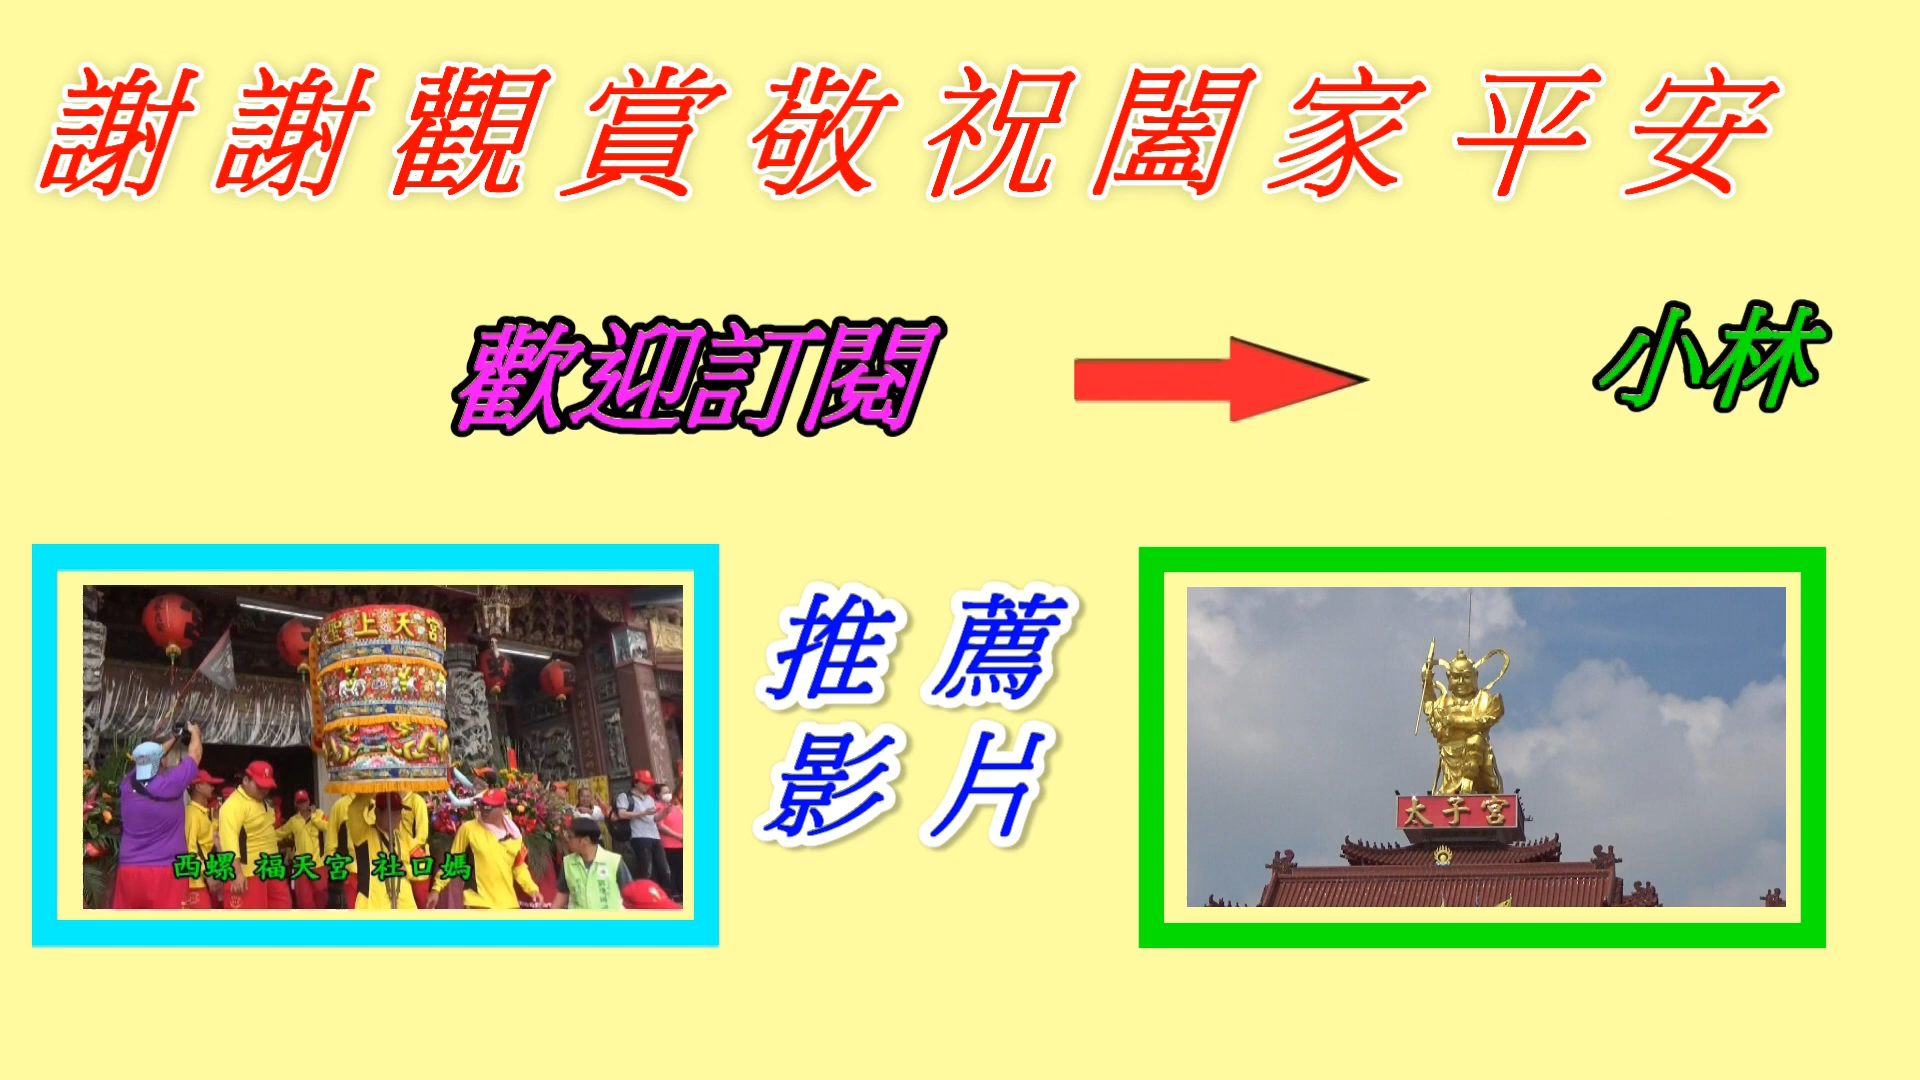 謝謝觀賞敬祝闔家平安
歡迎訂閱
小林
聖上天宮
西螺 福天宮 社口媽
推薦
影片
太子宮